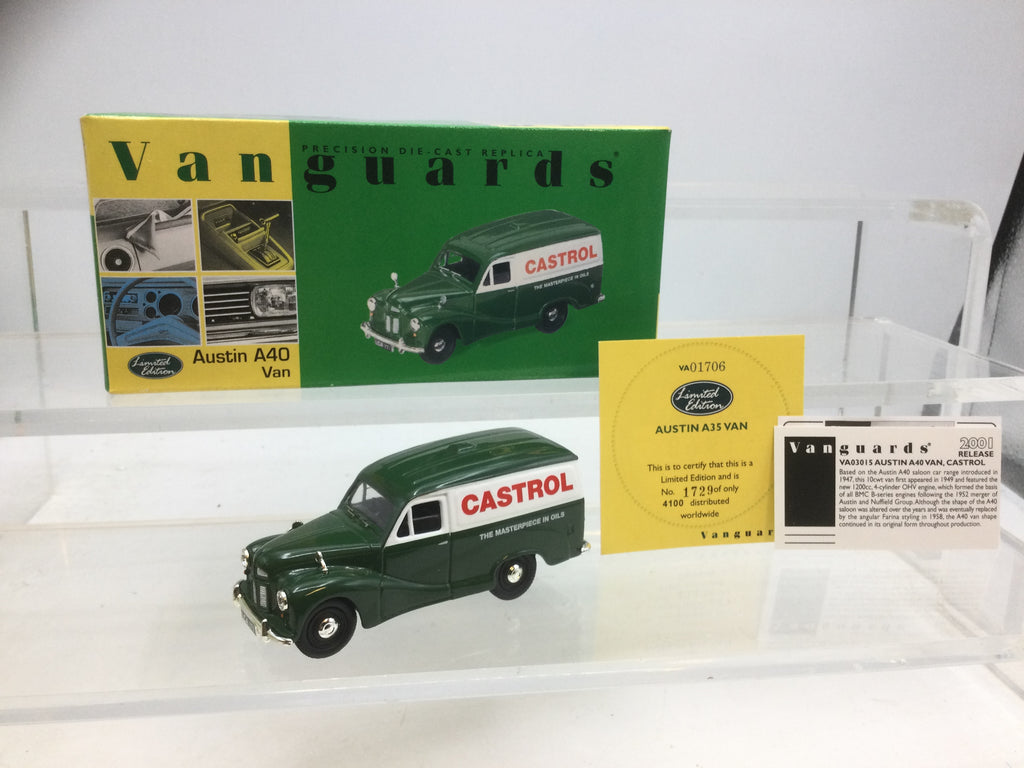 Vanguards®
PRECISION DIE-CAST REPLICA
CASTROL
THE MASTERPIECE IN OILS
Limited
Edition
Austin A40
Van
VA01706
Limited
Edition
AUSTIN A35 VAN
This is to certify that this is a
Limited Edition and is
No. 1729 of only
4100 distributed
worldwide
Vanguar
Vanguards®
2001
RELEASE
VA03015 AUSTIN A40 VAN, CASTROL
Based on the Austin A40 saloon car range introduced in
1947, this 10cwt van first appeared in 1949 and featured the
new 1200cc, 4-cylinder OHV engine, which formed the basis
of all BMC B-series engines following the 1952 merger of
Austin and Nuffield Group. Although the shape of the A40
saloon was altered over the years and was eventually replaced
by the angular Farina styling in 1958, the A40 van shape
continued in its original form throughout production.
CASTROL
THE MASTERPIECE IN OILS